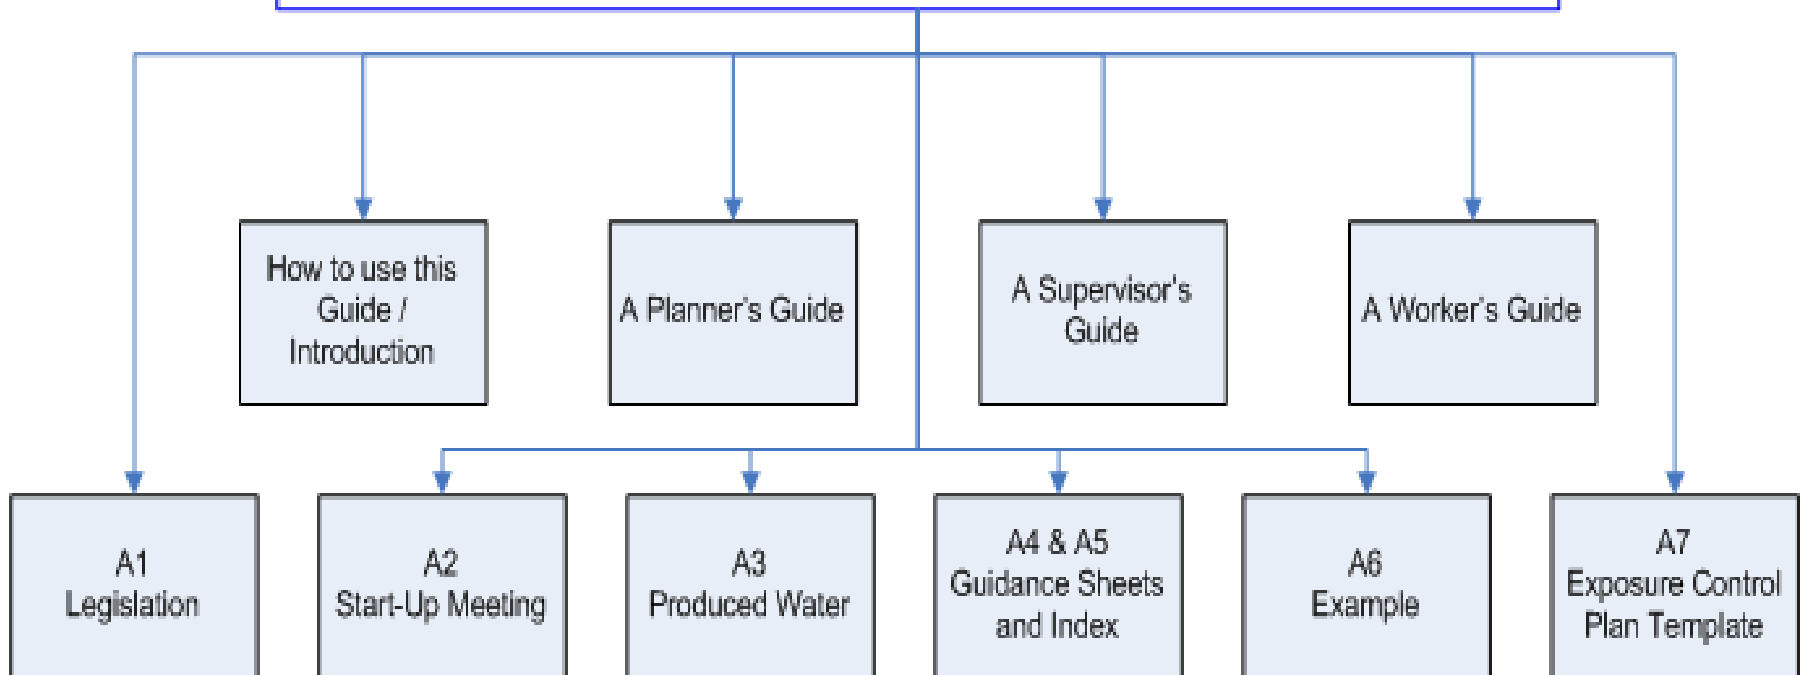 How to use this
Guide /
Introduction
A Planner's Guide
A Supervisor's
Guide
A Worker's Guide
A1
Legislation
A2
Start-Up Meeting
A3
Produced Water
A4 & A5
Guidance Sheets
and Index
A6
Example
A7
Exposure Control
Plan Template